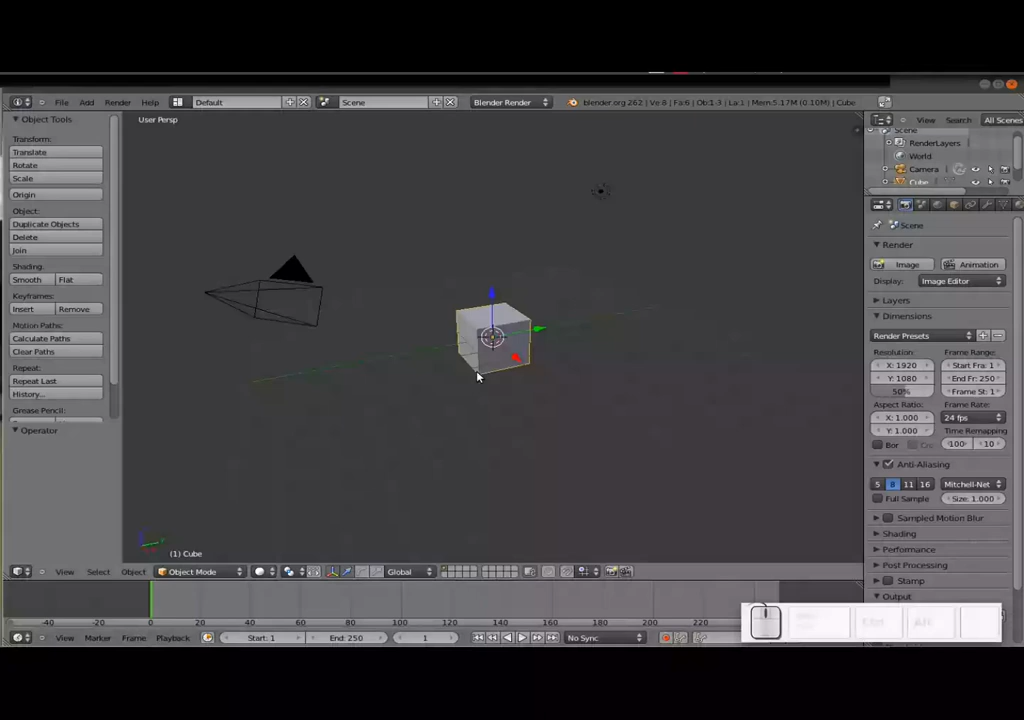 File Add Render Help Default Scene Blender Render blender.org 262 | Ve:8 | Fa:6 | Ob:1-3 | La:1 | Mem:5.17M (0.10M) | Cube
Object Tools
Transform:
Translate
Rotate
Scale
Origin
Object:
Duplicate Objects
Delete
Join
Shading:
Smooth Flat
Keyframes:
Insert Remove
Motion Paths:
Calculate Paths
Clear Paths
Repeat:
Repeat Last
History...
Grease Pencil:
Operator
User Persp
(1) Cube
View Search All Scenes
Scene
RenderLayers
World
Camera
Cube
Scene
Render
Image Animation
Display: Image Editor
Layers
Dimensions
Render Presets
Resolution: Frame Range:
X: 1920 Start Fra: 1
Y: 1080 End Fr: 250
50% Frame St: 1
Aspect Ratio: Frame Rate:
X: 1.000 24 fps
Y: 1.000 Time Remapping
Bor 100 10
Anti-Aliasing
5 8 11 16 Mitchell-Net
Full Sample Size: 1.000
Sampled Motion Blur
Shading
Performance
Post Processing
Stamp
Output
View Select Object Object Mode Global
-40 -20 0 20 40 60 80 100 120 140 160 180 200 220
View Marker Frame Playback Start: 1 End: 250 1 No Sync
Ctrl Alt